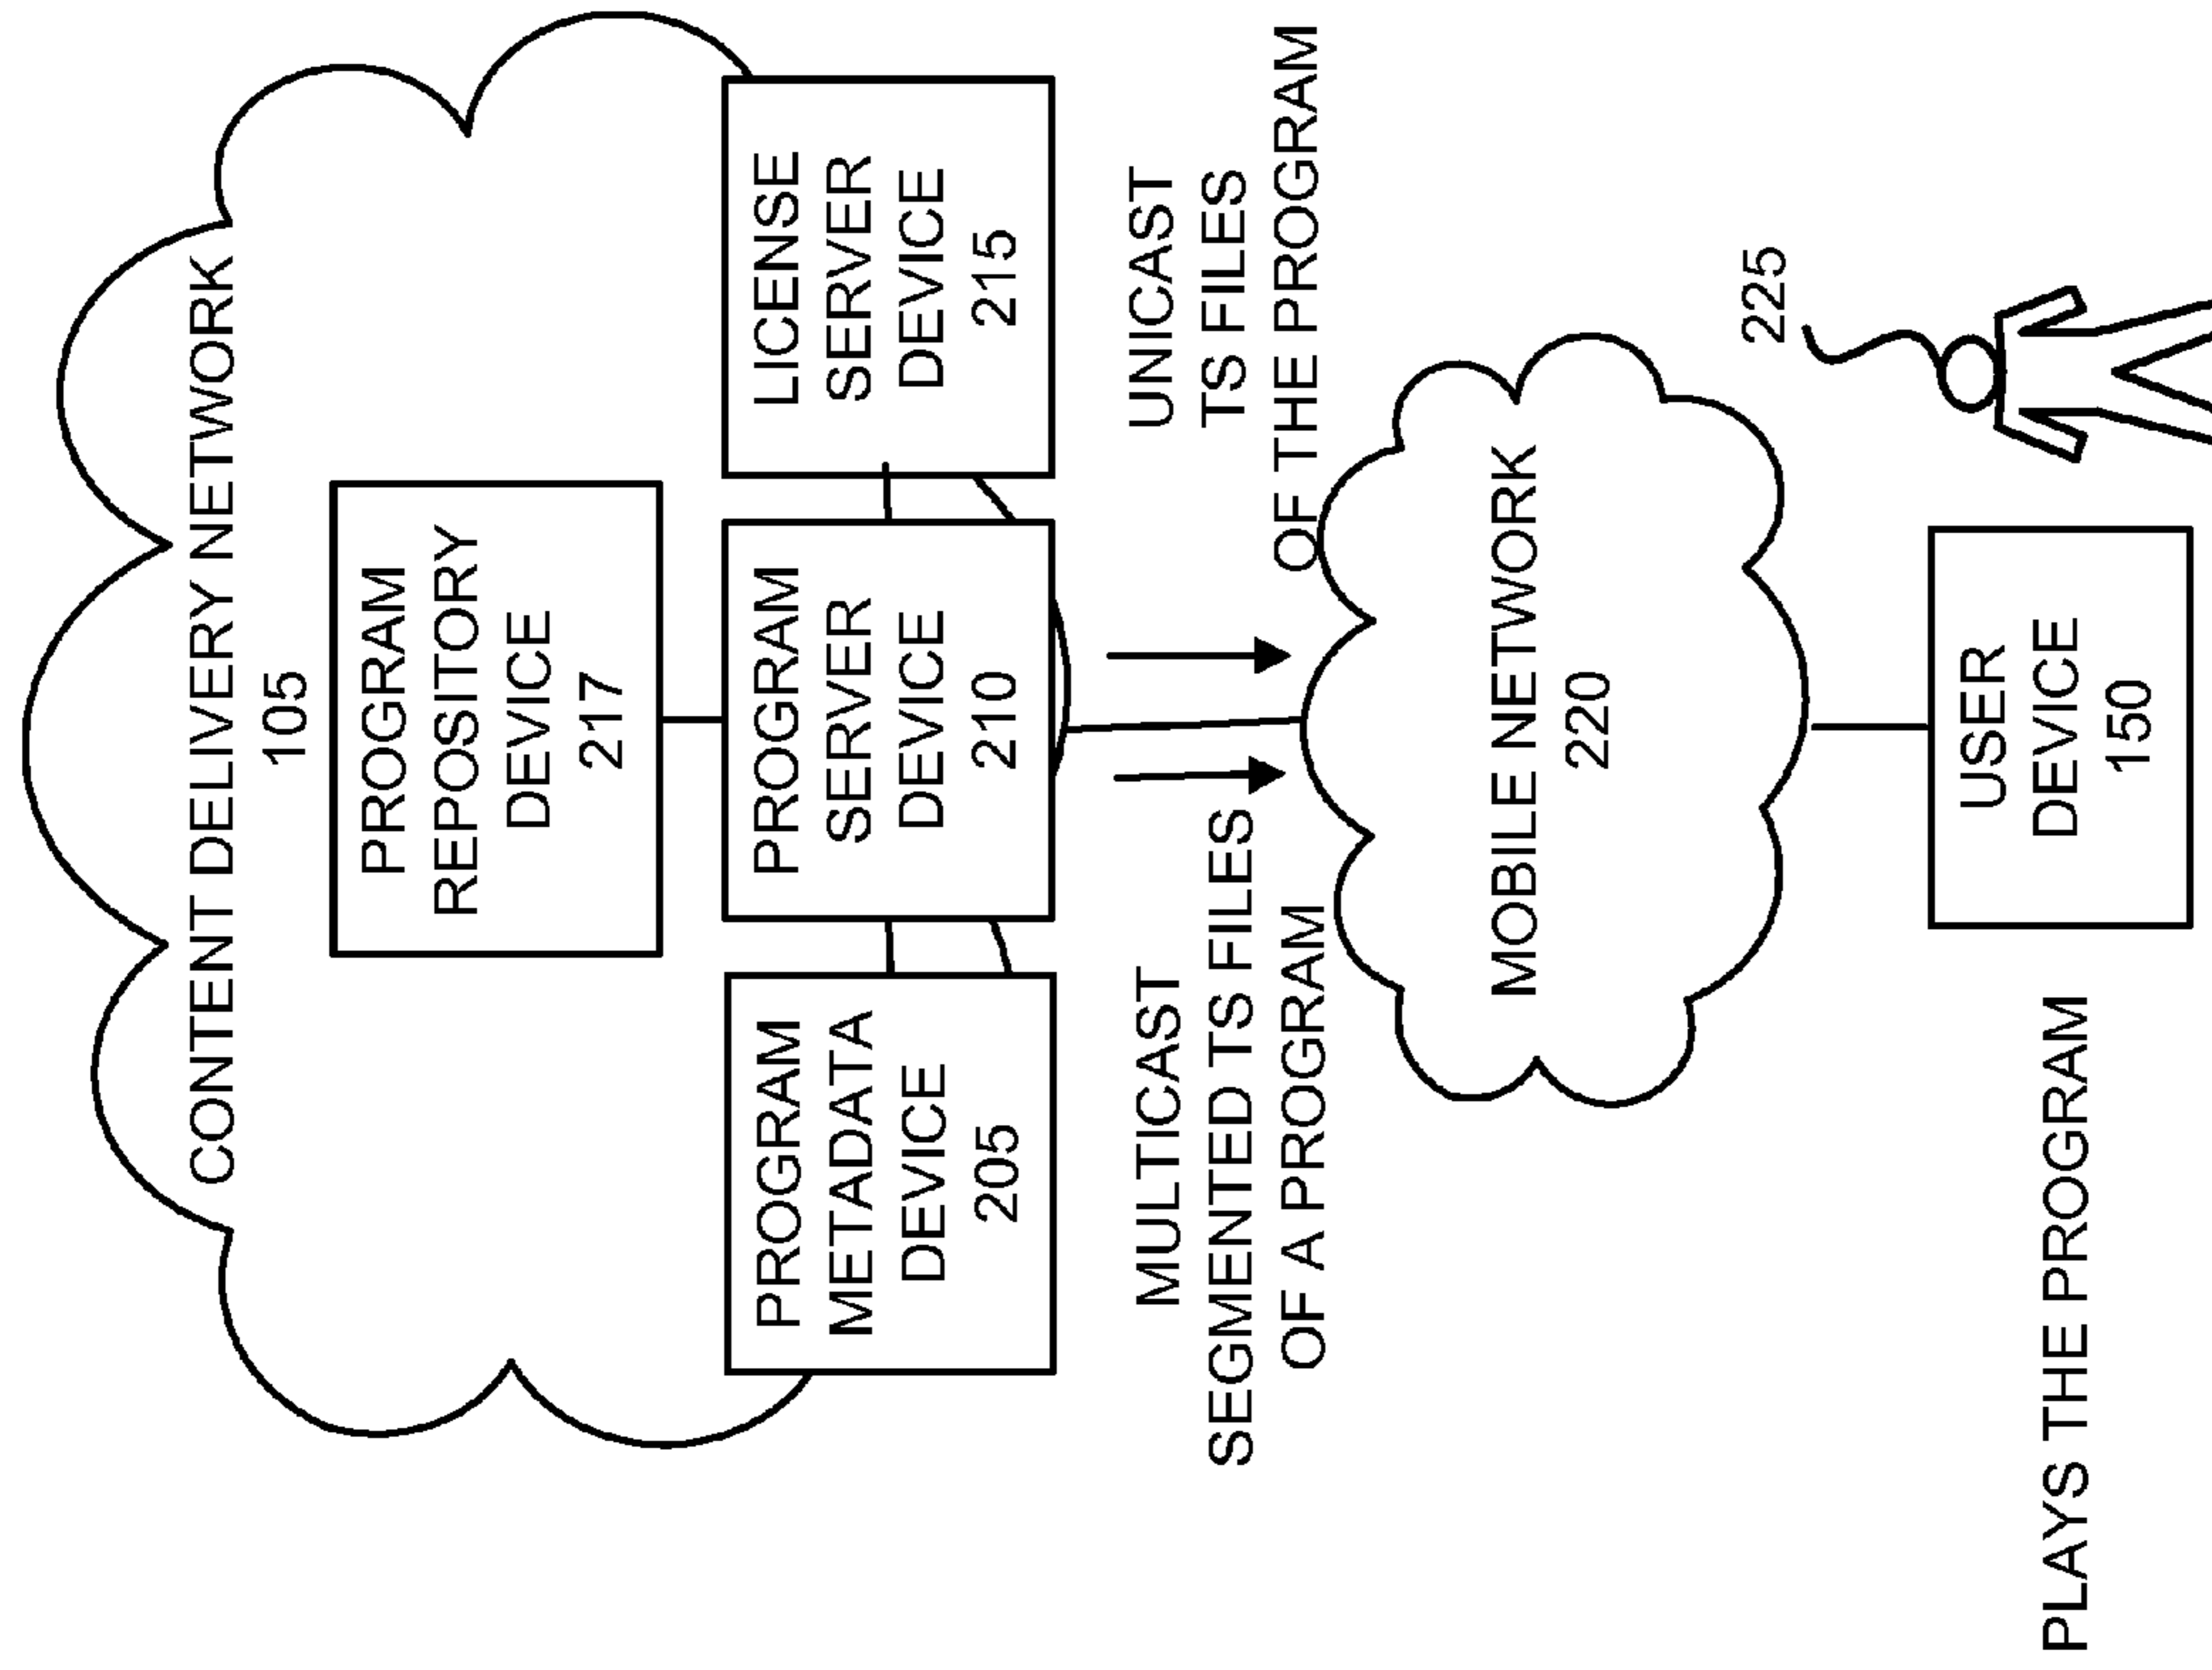 CONTENT DELIVERY NETWORK
105
PROGRAM
REPOSITORY
DEVICE
217
PROGRAM
METADATA
DEVICE
205
PROGRAM
SERVER
DEVICE
210
LICENSE
SERVER
DEVICE
215
MULTICAST
SEGMENTED TS FILES
OF A PROGRAM
UNICAST
TS FILES
OF THE PROGRAM
MOBILE NETWORK
220
225
PLAYS THE PROGRAM
USER
DEVICE
150